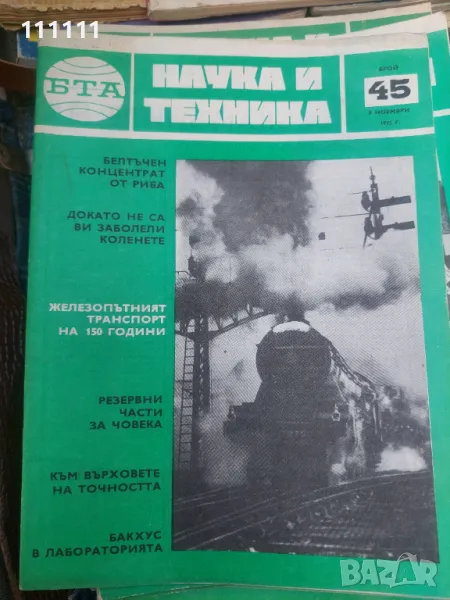 111111
БТА
НАУКА И
ТЕХНИКА
БРОЙ
45
БЕЛТЪЧЕН
КОНЦЕНТРАТ
ОТ РИБА
ДОКАТО НЕ СА
ВИ ЗАБОЛЕЛИ
КОЛЕНЕТЕ
ЖЕЛЕЗОПЪТНИЯТ
ТРАНСПОРТ
НА 150 ГОДИНИ
РЕЗЕРВНИ
ЧАСТИ
ЗА ЧОВЕКА
КЪМ ВЪРХОВЕТЕ
НА ТОЧНОСТТА
БАКХУС
В ЛАБОРАТОРИЯТА
BAZAR